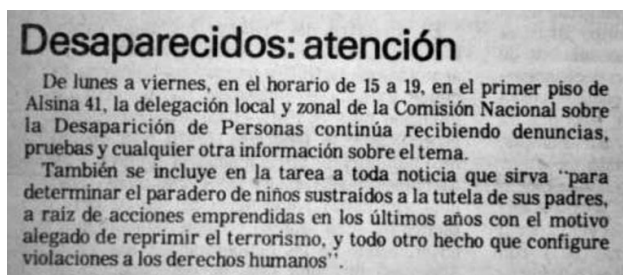 Desaparecidos: atención
De lunes a viernes, en el horario de 15 a 19, en el primer piso de
Alsina 41, la delegación local y zonal de la Comisión Nacional sobre
la Desaparición de Personas continúa recibiendo denuncias,
pruebas y cualquier otra información sobre el tema.
También se incluye en la tarea a toda noticia que sirva "para
determinar el paradero de niños sustraídos a la tutela de sus padres,
a raíz de acciones emprendidas en los últimos años con el motivo
alegado de reprimir el terrorismo, y todo otro hecho que configure
violaciones a los derechos humanos".